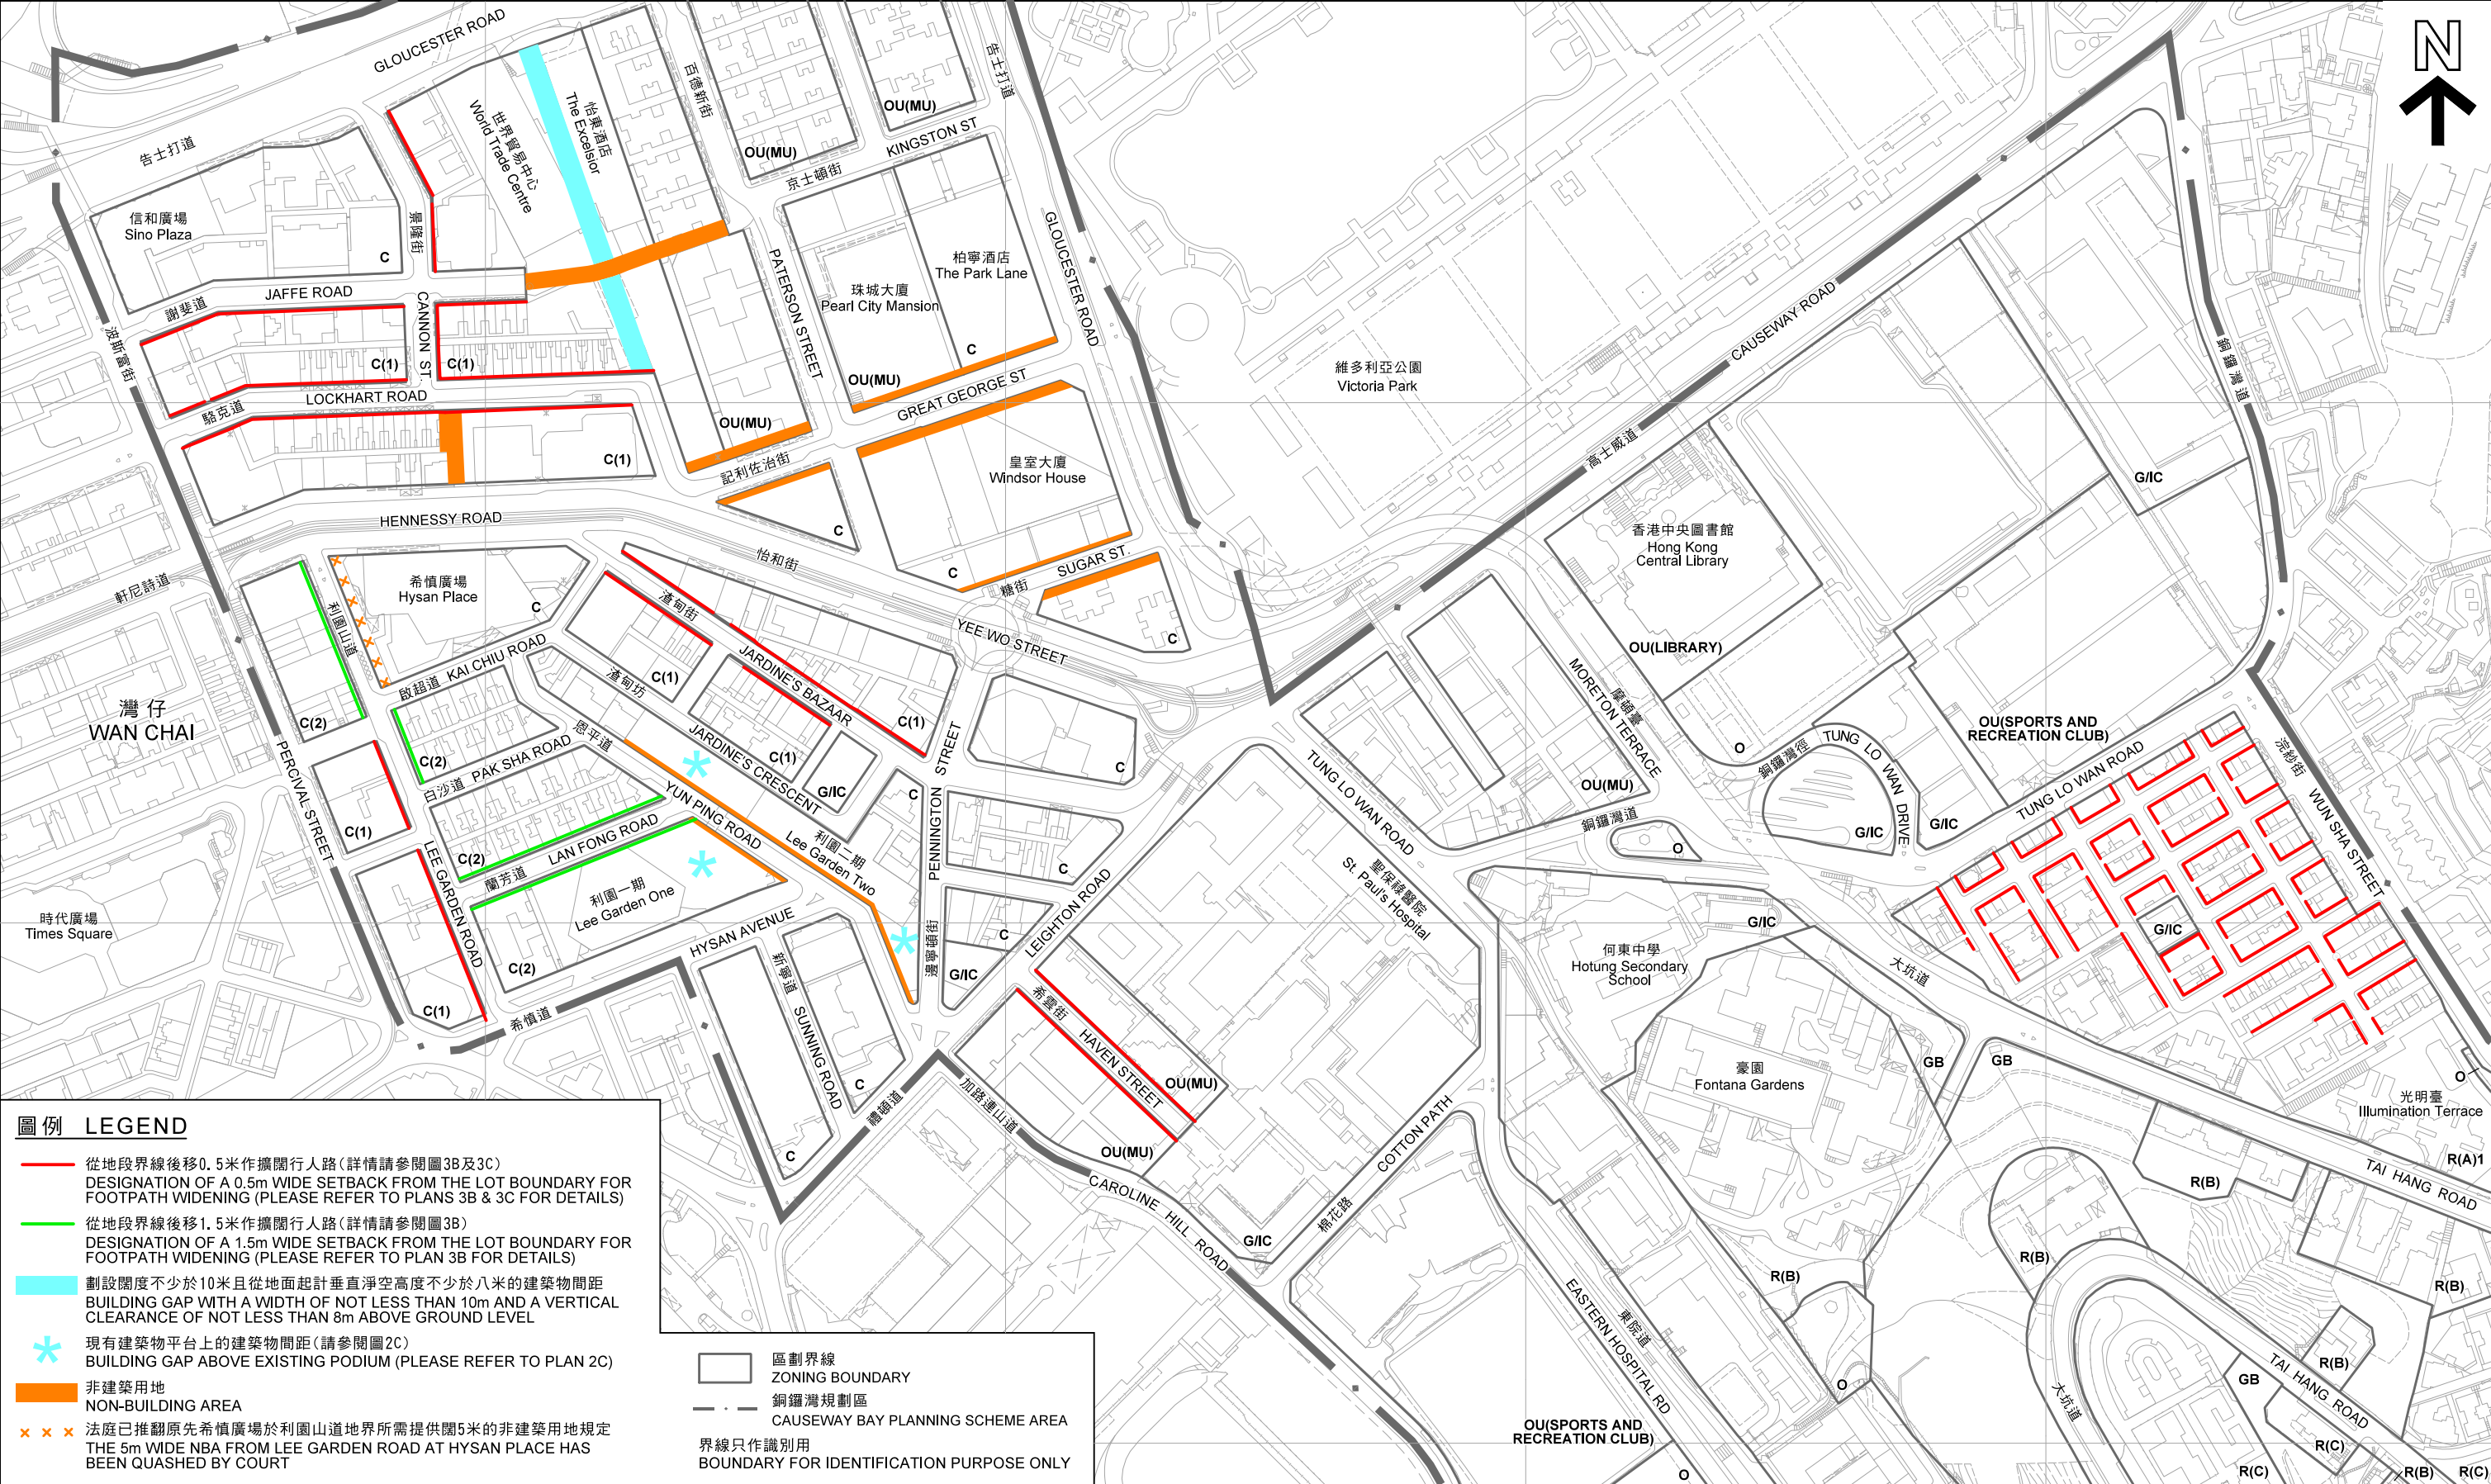 N
GLOUCESTER ROAD
告士打道
信和廣場
Sino Plaza
C
景隆街
世界貿易中心
World Trade Centre
怡東酒店
The Excelsior
百德新街
OU(MU)
OU(MU)
告士打道
京士頓街
KINGSTON ST
謝斐道
JAFFE ROAD
CANNON ST.
波斯富街
C(1)
C(1)
駱克道
LOCKHART ROAD
C(1)
PATERSON STREET
珠城大廈
Pearl City Mansion
柏寧酒店
The Park Lane
GLOUCESTER ROAD
C
OU(MU)
OU(MU)
GREAT GEORGE ST
記利佐治街
C
皇室大廈
Windsor House
C
糖街
SUGAR ST.
C
維多利亞公園
Victoria Park
CAUSEWAY ROAD
高士威道
銅鑼灣道
G/IC
香港中央圖書館
Hong Kong
Central Library
OU(LIBRARY)
軒尼詩道
HENNESSY ROAD
怡和街
YEE WO STREET
希慎廣場
Hysan Place
C
利園山道
啟超道 KAI CHIU ROAD
C(2)
C(2)
白沙道 PAK SHA ROAD
恩平道
YUN PING ROAD
渣甸街
JARDINE'S BAZAAR
渣甸坊
JARDINE'S CRESCENT
C(1)
C(1)
C(1)
G/IC
C
灣仔
WAN CHAI
PERCIVAL STREET
C(1)
C(2)
蘭芳道
LAN FONG ROAD
利園一期
Lee Garden One
利園二期
Lee Garden Two
LEE GARDEN ROAD
C(1)
C(2)
希慎道
HYSAN AVENUE
時代廣場
Times Square
新寧道
SUNNING ROAD
C
C
禮頓道
PENNINGTON STREET
邊寧頓街
C
C
C
G/IC
LEIGHTON ROAD
希雲街
HAVEN STREET
OU(MU)
OU(MU)
加路連山道
CAROLINE HILL ROAD
G/IC
棉花路
COTTON PATH
聖保祿醫院
St. Paul's Hospital
TUNG LO WAN ROAD
摩頓臺
MORETON TERRACE
OU(MU)
銅鑼灣道
O
O
銅鑼灣徑
TUNG LO WAN DRIVE
G/IC
G/IC
OU(SPORTS AND
RECREATION CLUB)
TUNG LO WAN ROAD
浣紗街
WUN SHA STREET
G/IC
何東中學
Hotung Secondary
School
G/IC
大坑道
豪園
Fontana Gardens
GB
GB
O
光明臺
Illumination Terrace
R(A)1
TAI HANG ROAD
R(B)
R(B)
R(B)
R(B)
R(B)
GB
TAI HANG ROAD
大坑道
R(C)
R(C)
R(B)
R(C)
O
東院道
EASTERN HOSPITAL RD
OU(SPORTS AND
RECREATION CLUB)
O
圖例 LEGEND
從地段界線後移0.5米作擴闊行人路(詳情請參閱圖3B及3C)
DESIGNATION OF A 0.5m WIDE SETBACK FROM THE LOT BOUNDARY FOR
FOOTPATH WIDENING (PLEASE REFER TO PLANS 3B & 3C FOR DETAILS)
從地段界線後移1.5米作擴闊行人路(詳情請參閱圖3B)
DESIGNATION OF A 1.5m WIDE SETBACK FROM THE LOT BOUNDARY FOR
FOOTPATH WIDENING (PLEASE REFER TO PLAN 3B FOR DETAILS)
劃設闊度不少於10米且從地面起計垂直淨空高度不少於八米的建築物間距
BUILDING GAP WITH A WIDTH OF NOT LESS THAN 10m AND A VERTICAL
CLEARANCE OF NOT LESS THAN 8m ABOVE GROUND LEVEL
現有建築物平台上的建築物間距(請參閱圖2C)
BUILDING GAP ABOVE EXISTING PODIUM (PLEASE REFER TO PLAN 2C)
非建築用地
NON-BUILDING AREA
法庭已推翻原先希慎廣場於利園山道地界所需提供闊5米的非建築用地規定
THE 5m WIDE NBA FROM LEE GARDEN ROAD AT HYSAN PLACE HAS
BEEN QUASHED BY COURT
區劃界線
ZONING BOUNDARY
銅鑼灣規劃區
CAUSEWAY BAY PLANNING SCHEME AREA
界線只作識別用
BOUNDARY FOR IDENTIFICATION PURPOSE ONLY